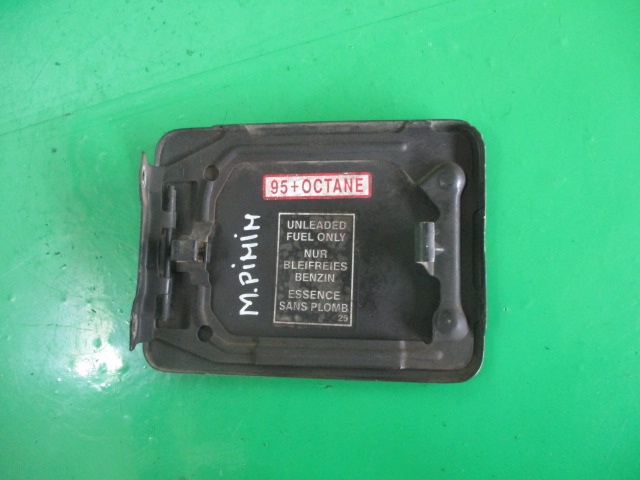 95+OCTANE
UNLEADED
FUEL ONLY
NUR
BLEIFREIES
BENZIN
ESSENCE
SANS PLOMB
25
M.PiHiH